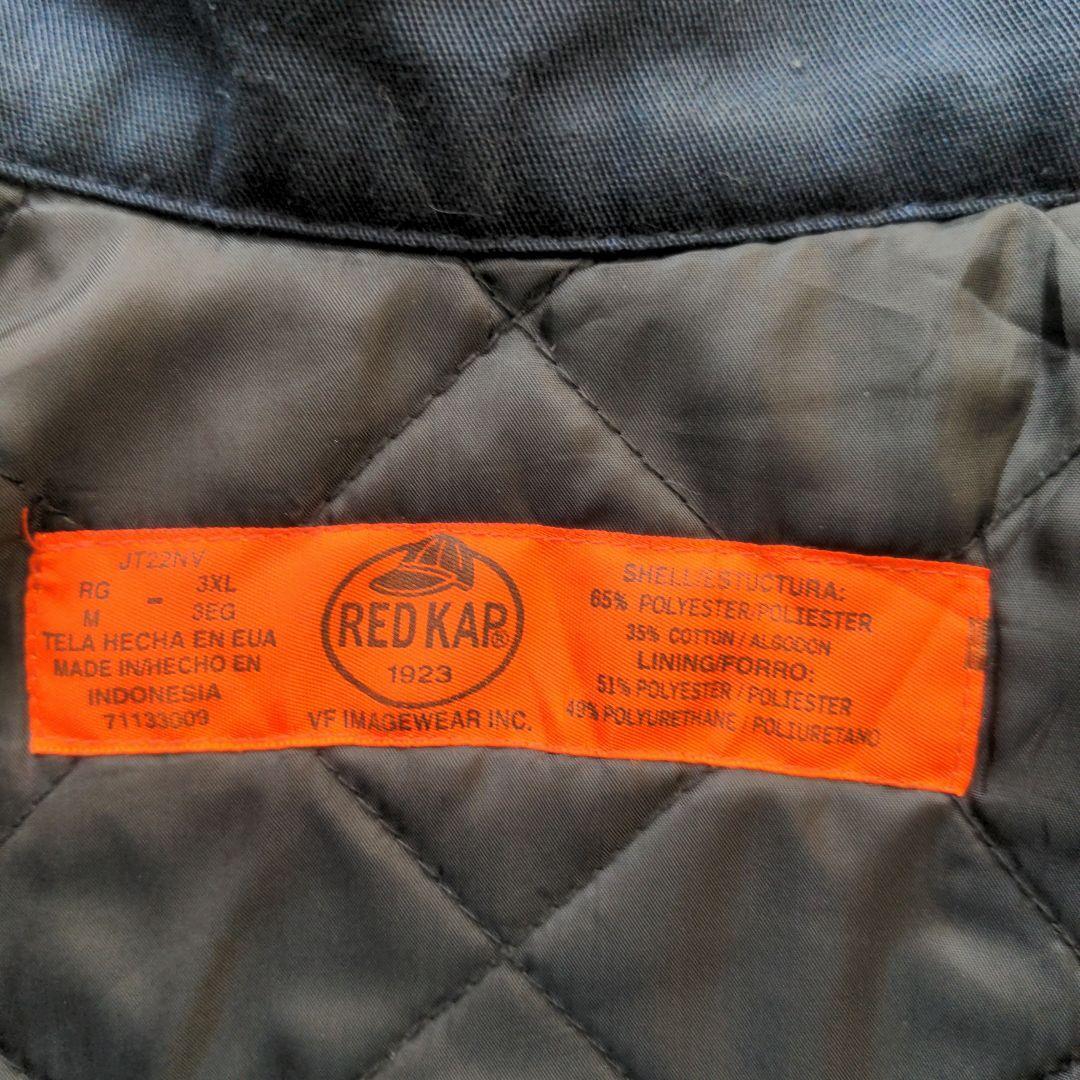 JT22NV
RG - 3XL
M 3EG
TELA HECHA EN EUA
MADE IN/HECHO EN
INDONESIA
71133009
RED KAP®
1923
VF IMAGEWEAR INC.
SHELL/ESTUCTURA:
65% POLYESTER/POLIESTER
35% COTTON / ALGODON
LINING/FORRO:
51% POLYESTER / POLIESTER
49% POLYURETHANE / POLIURETANO